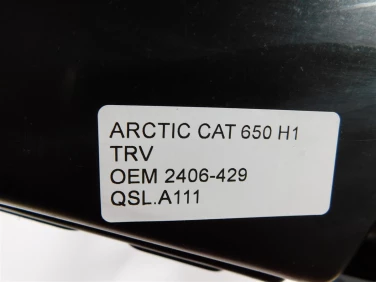 ARCTIC CAT 650 H1
TRV
OEM 2406-429
QSL.A111